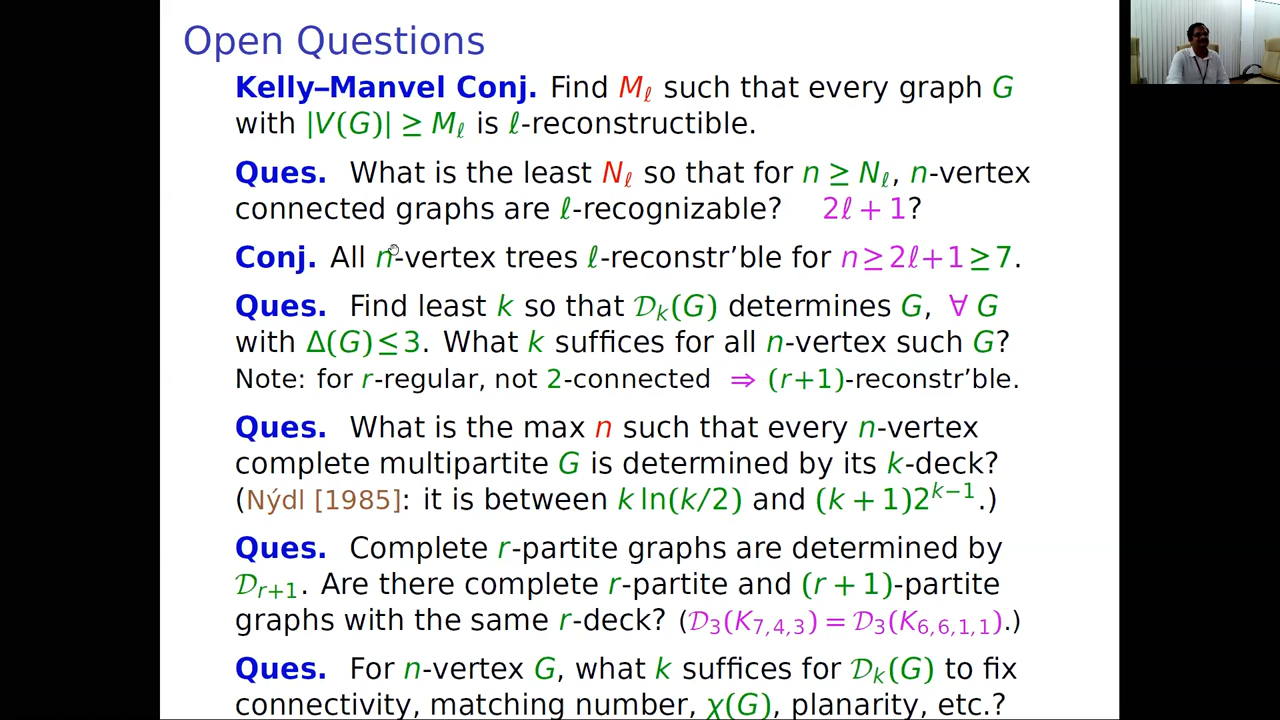 Open Questions
Kelly–Manvel Conj. Find Mℓ such that every graph G
with |V(G)| ≥ Mℓ is ℓ-reconstructible.
Ques. What is the least Nℓ so that for n ≥ Nℓ, n-vertex
connected graphs are ℓ-recognizable? 2ℓ + 1?
Conj. All n-vertex trees ℓ-reconstr’ble for n ≥ 2ℓ+1 ≥ 7.
Ques. Find least k so that 𝒟ₖ(G) determines G, ∀ G
with Δ(G) ≤ 3. What k suffices for all n-vertex such G?
Note: for r-regular, not 2-connected ⇒ (r+1)-reconstr’ble.
Ques. What is the max n such that every n-vertex
complete multipartite G is determined by its k-deck?
(Nýdl [1985]: it is between k ln(k/2) and (k + 1)2^{k−1}.)
Ques. Complete r-partite graphs are determined by
𝒟_{r+1}. Are there complete r-partite and (r + 1)-partite
graphs with the same r-deck? (𝒟₃(K_{7,4,3}) = 𝒟₃(K_{6,6,1,1}).)
Ques. For n-vertex G, what k suffices for 𝒟ₖ(G) to fix
connectivity, matching number, χ(G), planarity, etc.?